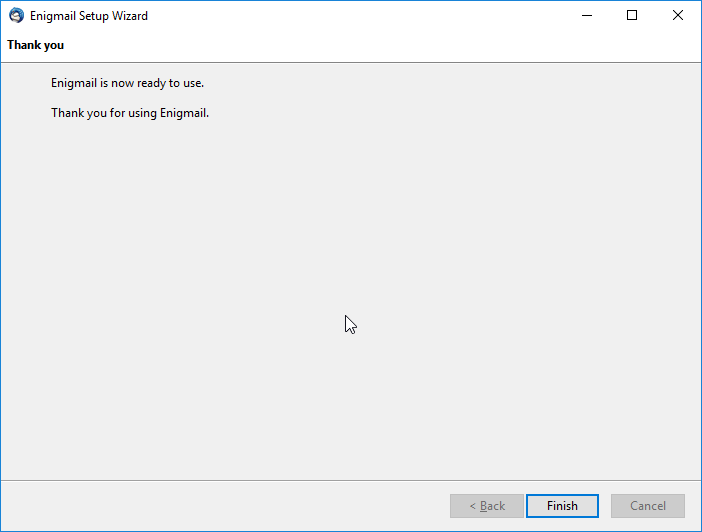 Enigmail Setup Wizard
Thank you
Enigmail is now ready to use.
Thank you for using Enigmail.
< Back
Finish
Cancel